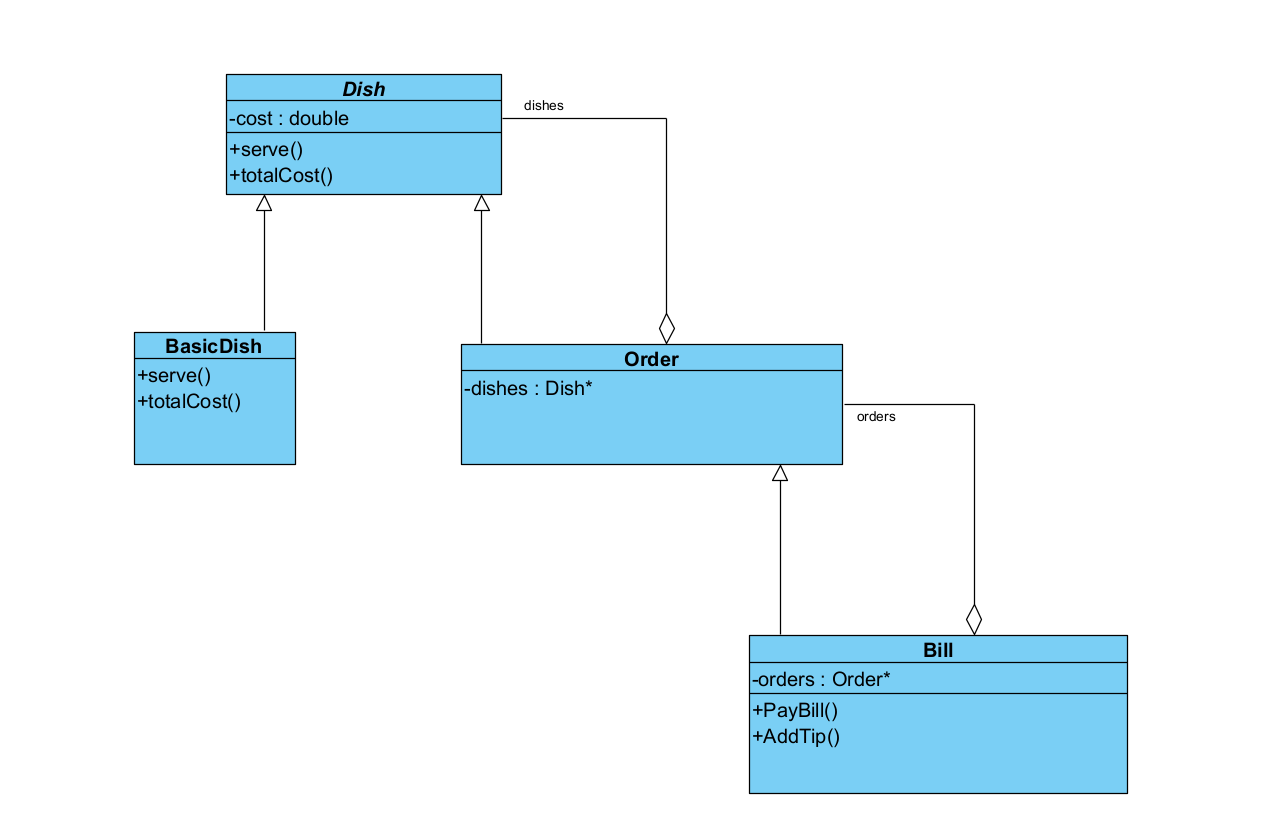 Dish
-cost : double
+serve()
+totalCost()
dishes
BasicDish
+serve()
+totalCost()
Order
-dishes : Dish*
orders
Bill
-orders : Order*
+PayBill()
+AddTip()